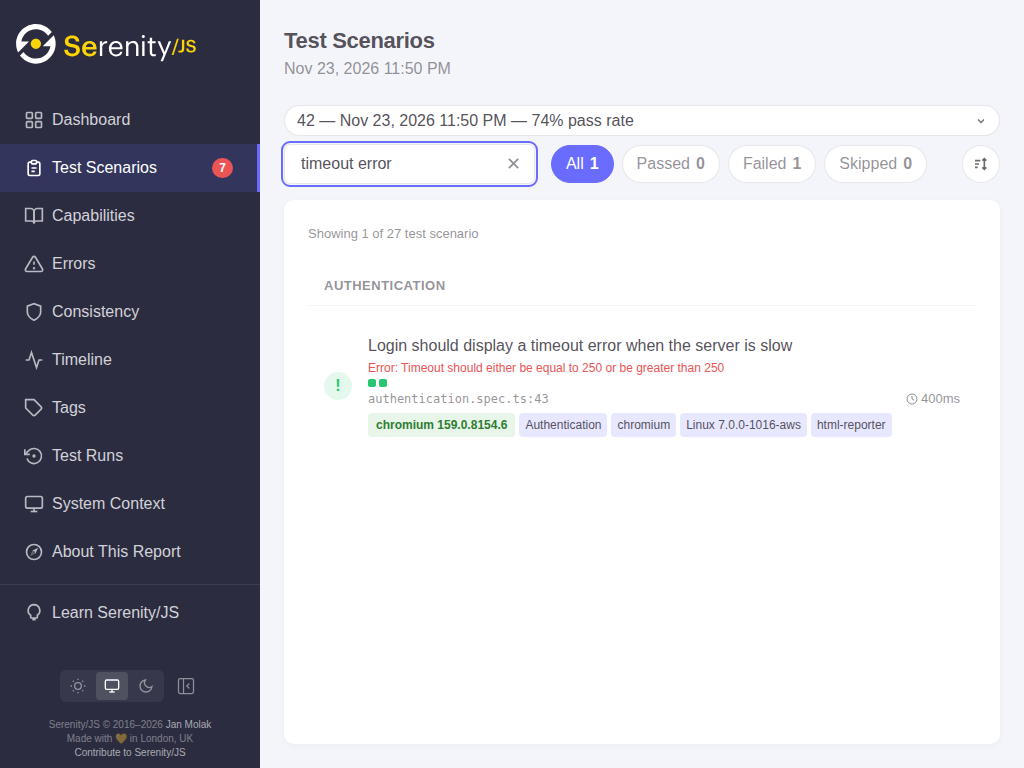 Serenity/JS
Dashboard
Test Scenarios 7
Capabilities
Errors
Consistency
Timeline
Tags
Test Runs
System Context
About This Report
Learn Serenity/JS
Serenity/JS © 2016–2026 Jan Molak
Made with 💛 in London, UK
Contribute to Serenity/JS
Test Scenarios
Nov 23, 2026 11:50 PM
42 — Nov 23, 2026 11:50 PM — 74% pass rate
timeout error
All 1 Passed 0 Failed 1 Skipped 0
Showing 1 of 27 test scenario
AUTHENTICATION
Login should display a timeout error when the server is slow
Error: Timeout should either be equal to 250 or be greater than 250
!
authentication.spec.ts:43 400ms
chromium 159.0.8154.6 Authentication chromium Linux 7.0.0-1016-aws html-reporter